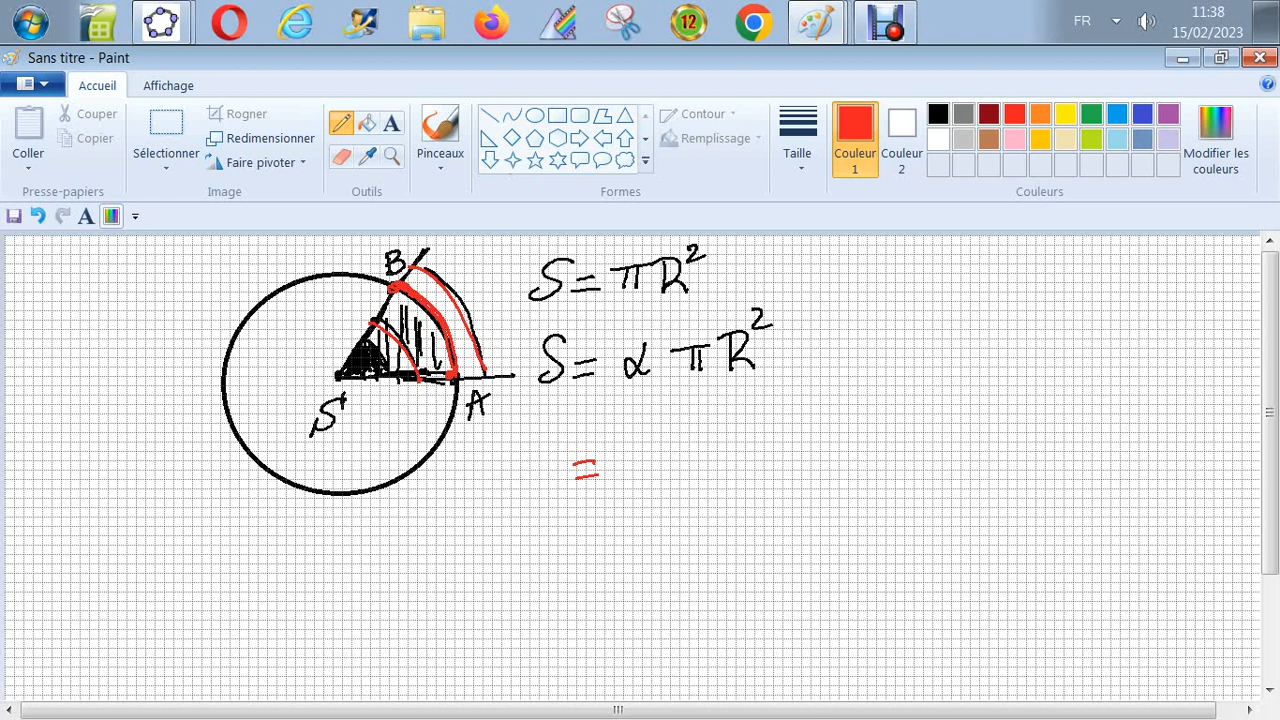 12
FR
11:38
15/02/2023
Sans titre - Paint
Accueil
Affichage
Coller
Couper
Copier
Presse-papiers
Sélectionner
Rogner
Redimensionner
Faire pivoter
Image
A
Outils
Pinceaux
Contour
Remplissage
Formes
Taille
Couleur 1
Couleur 2
Modifier les couleurs
Couleurs
A
B
S = πR²
S = α πR²
A
S
=